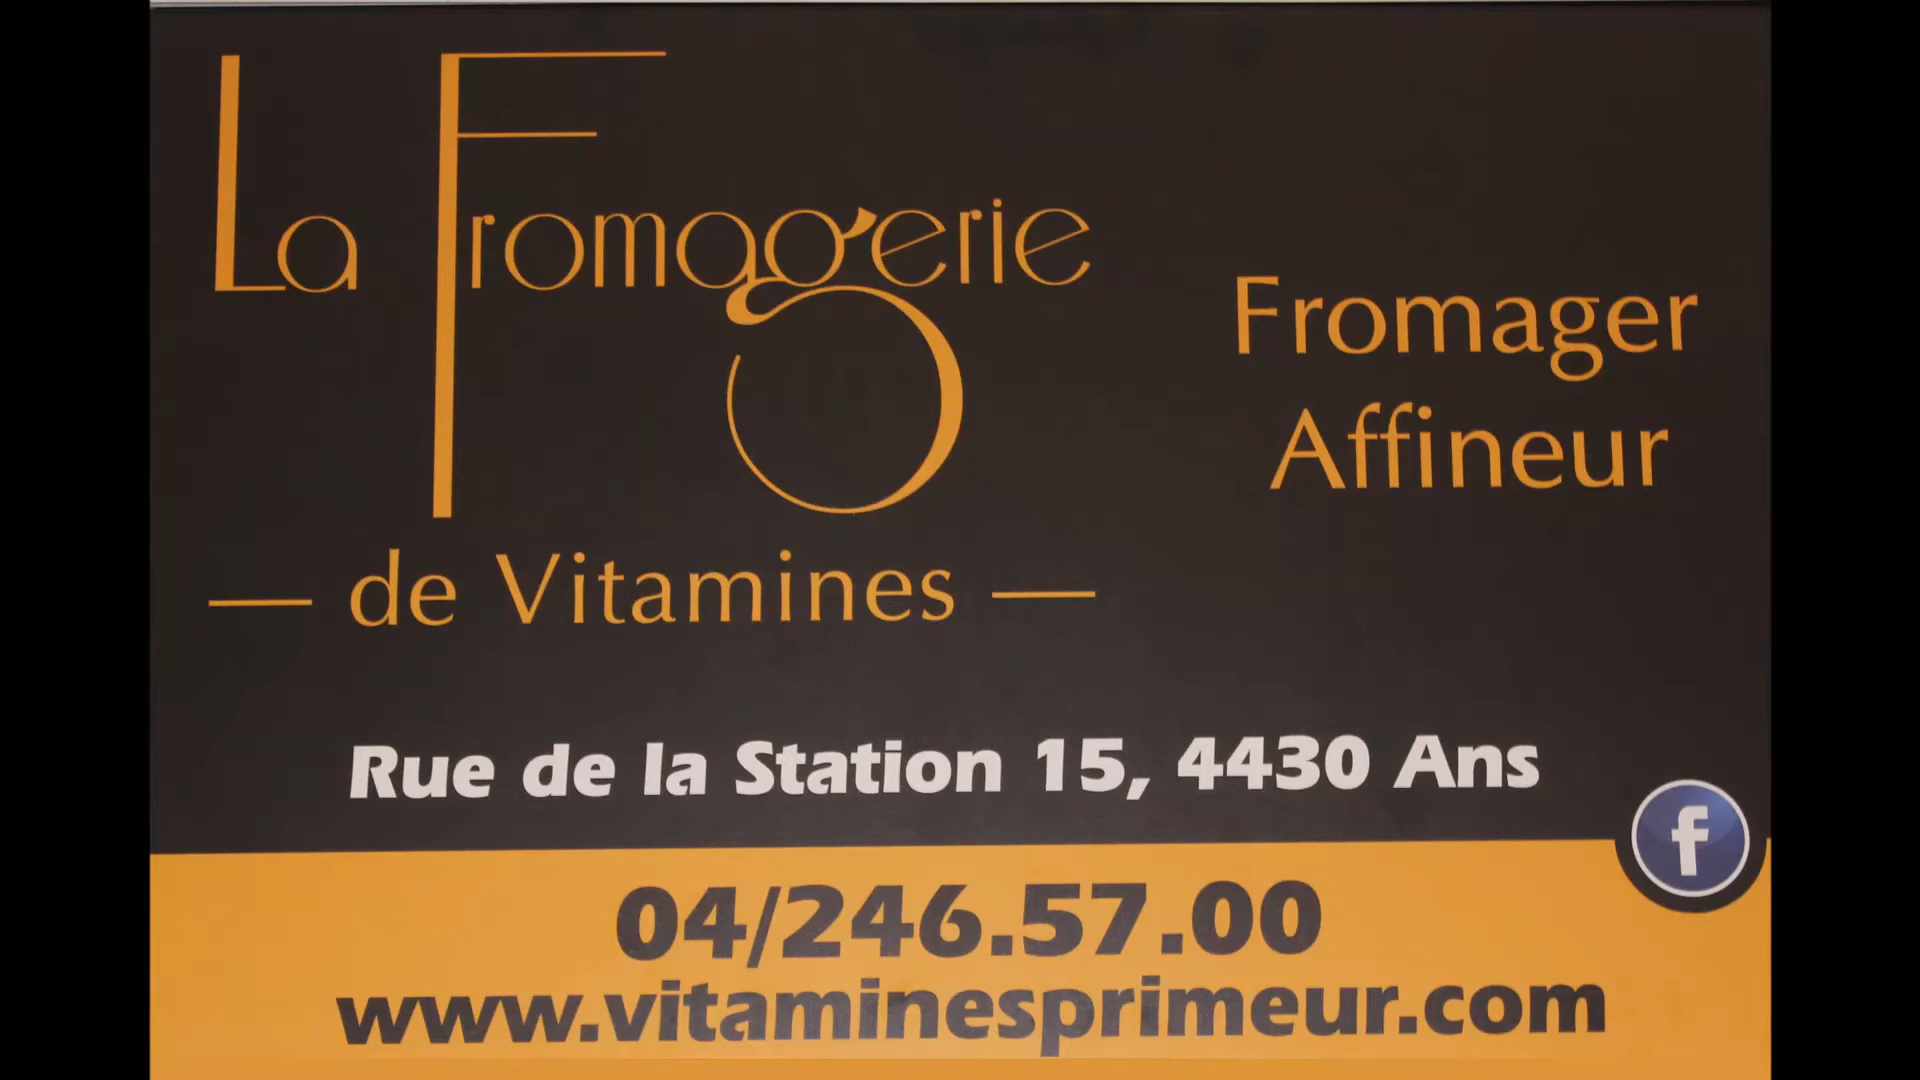 La Fromagerie
de Vitamines
Fromager
Affineur
Rue de la Station 15, 4430 Ans
f
04/246.57.00
www.vitaminesprimeur.com